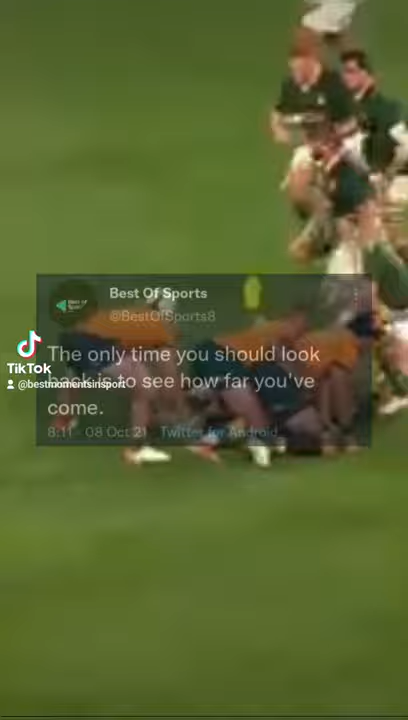 Best Of Sports
@BestOfSports8
The only time you should look
back is to see how far you've
come.
8:11 · 08 Oct 21 · Twitter for Android
TikTok
@bestmomentsinsport